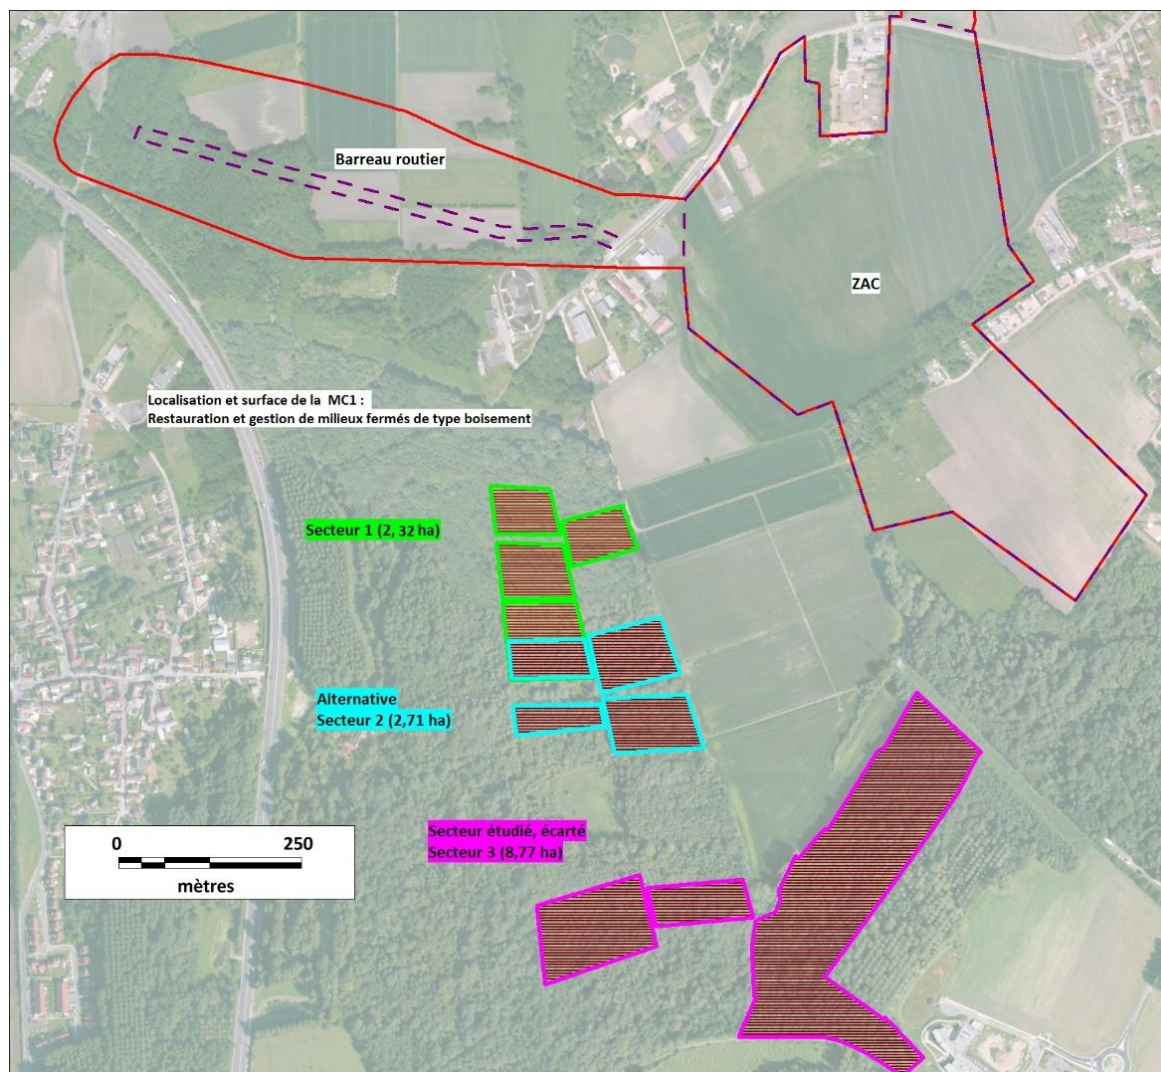 Barreau routier
ZAC
Localisation et surface de la MC1 :
Restauration et gestion de milieux fermés de type boisement
Secteur 1 (2, 32 ha)
Alternative
Secteur 2 (2,71 ha)
Secteur étudié, écarté
Secteur 3 (8,77 ha)
0 250
mètres